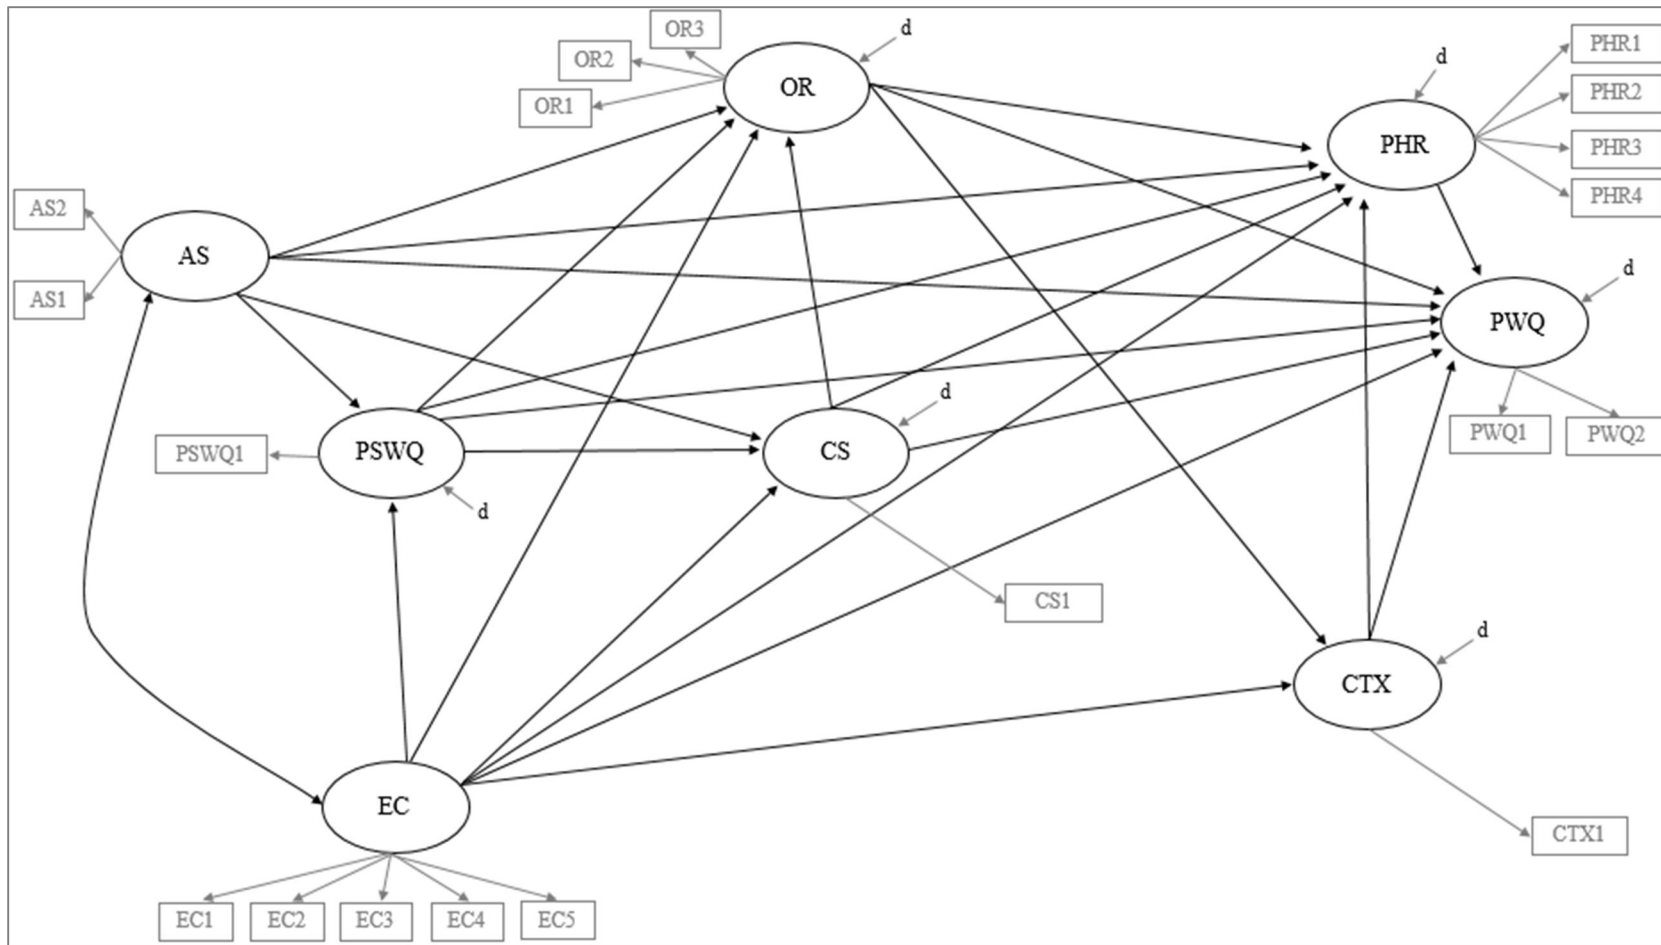 OR3
d
OR2
OR
d
PHR1
OR1
PHR2
PHR
PHR3
PHR4
AS2
AS
d
AS1
PWQ
d
PWQ1
PWQ2
PSWQ1
PSWQ
CS
d
CS1
d
CTX
CTX1
EC
EC1
EC2
EC3
EC4
EC5